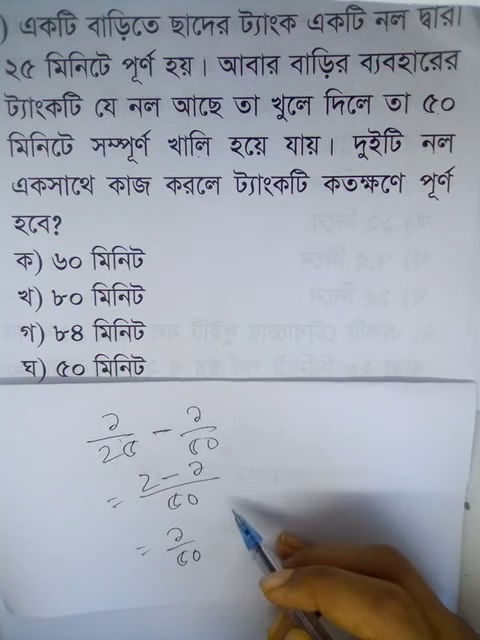 ) একটি বাড়িতে ছাদের ট্যাংক একটি নল দ্বারা
২৫ মিনিটে পূর্ণ হয়। আবার বাড়ির ব্যবহারের
ট্যাংকটি যে নল আছে তা খুলে দিলে তা ৫০
মিনিটে সম্পূর্ণ খালি হয়ে যায়। দুইটি নল
একসাথে কাজ করলে ট্যাংকটি কতক্ষণে পূর্ণ
হবে?
ক) ৬০ মিনিট
খ) ৮০ মিনিট
গ) ৮৪ মিনিট
ঘ) ৫০ মিনিট
১/২৫ - ১/৫০
= ২-১/৫০
= ১/৫০